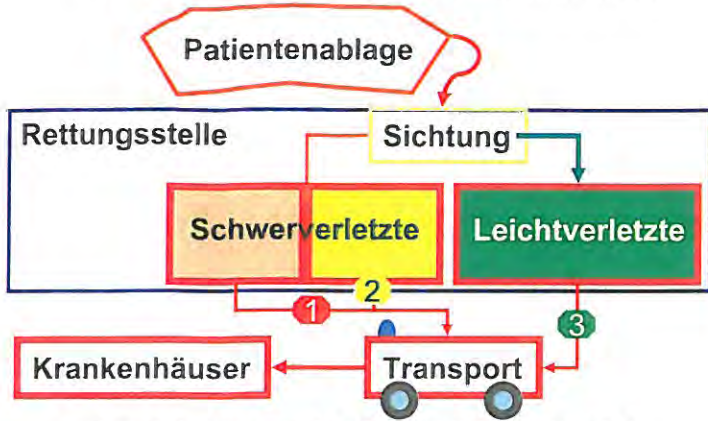 Patientenablage
Rettungsstelle
Sichtung
Schwerverletzte
Leichtverletzte
1
2
3
Krankenhäuser
Transport